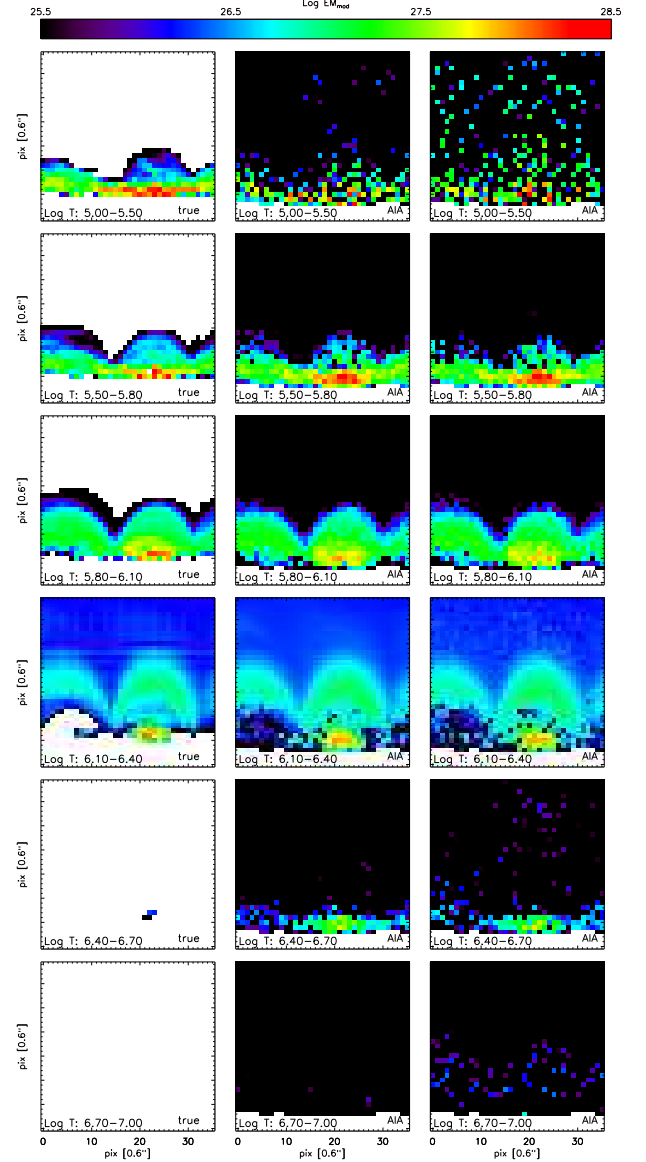 Log EM_mod
25.5 26.5 27.5 28.5
pix [0.6"]
Log T: 5.00−5.50 true
Log T: 5.00−5.50 AIA
Log T: 5.00−5.50 AIA
pix [0.6"]
Log T: 5.50−5.80 true
Log T: 5.50−5.80 AIA
Log T: 5.50−5.80 AIA
pix [0.6"]
Log T: 5.80−6.10 true
Log T: 5.80−6.10 AIA
Log T: 5.80−6.10 AIA
pix [0.6"]
Log T: 6.10−6.40 true
Log T: 6.10−6.40 AIA
Log T: 6.10−6.40 AIA
pix [0.6"]
Log T: 6.40−6.70 true
Log T: 6.40−6.70 AIA
Log T: 6.40−6.70 AIA
pix [0.6"]
Log T: 6.70−7.00 true
Log T: 6.70−7.00 AIA
Log T: 6.70−7.00 AIA
0 10 20 30
0 10 20 30
0 10 20 30
pix [0.6"]
pix [0.6"]
pix [0.6"]